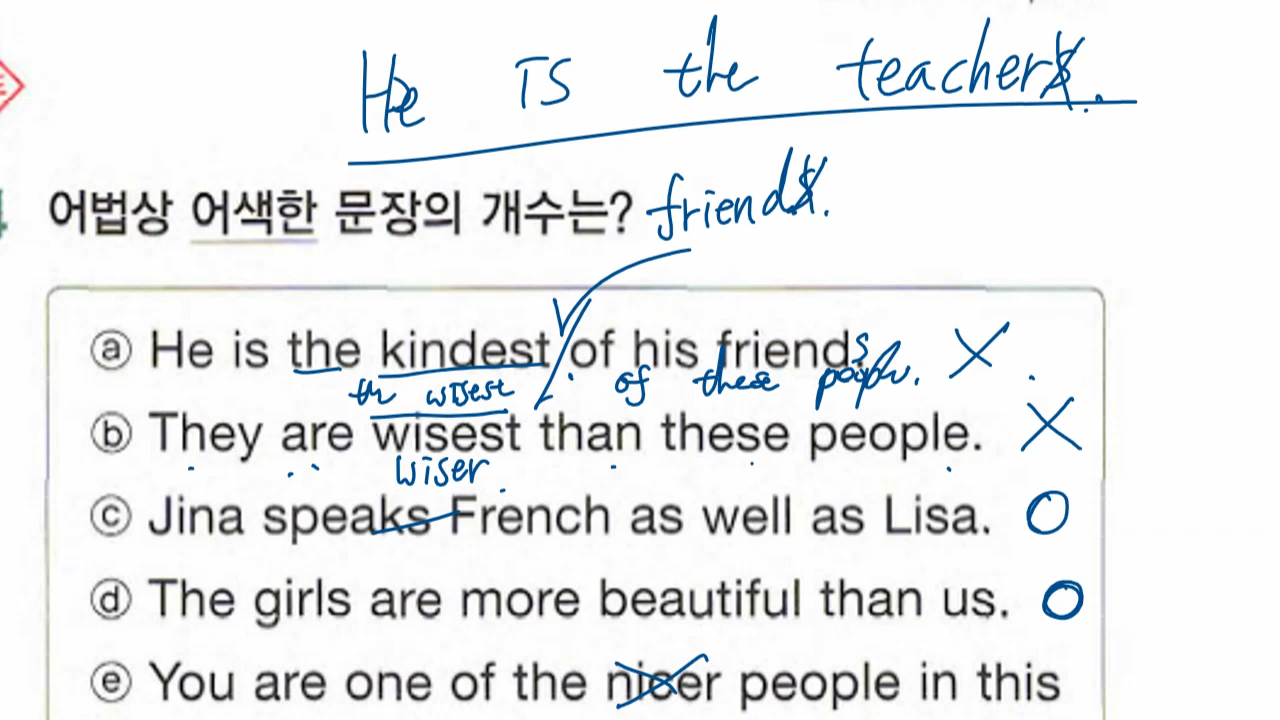 He is the teachers.
어법상 어색한 문장의 개수는? friends.
ⓐ He is the kindest of his friends X
the wisest of these people.
ⓑ They are wisest than these people. X
wiser
ⓒ Jina speaks French as well as Lisa. O
ⓓ The girls are more beautiful than us. O
ⓔ You are one of the nicer people in this